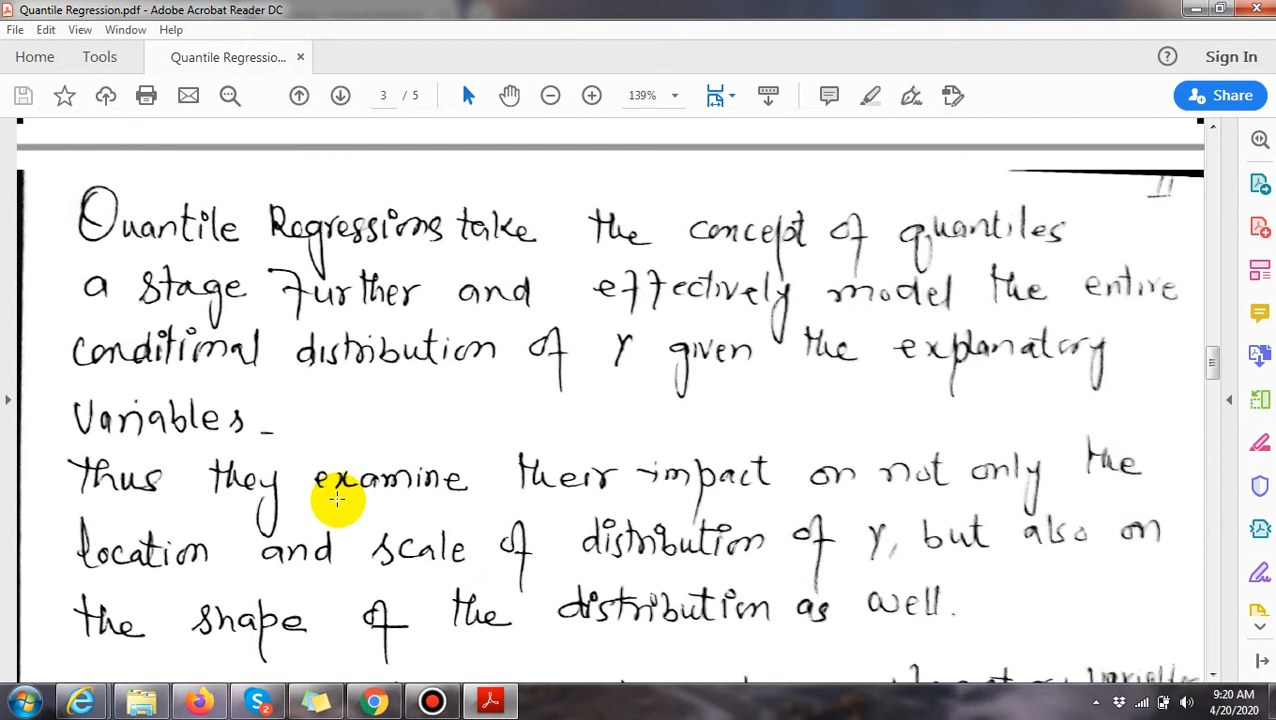 Quantile Regression.pdf - Adobe Acrobat Reader DC
File Edit View Window Help
Home Tools Quantile Regressio... × Sign In
3 / 5 139% Share
II
Quantile Regressions take the concept of quantiles
a stage further and effectively model the entire
conditional distribution of Y given the explanatory
variables -
Thus they examine their impact on not only the
location and scale of distribution of Y, but also on
the shape of the distribution as well.
9:20 AM
4/20/2020